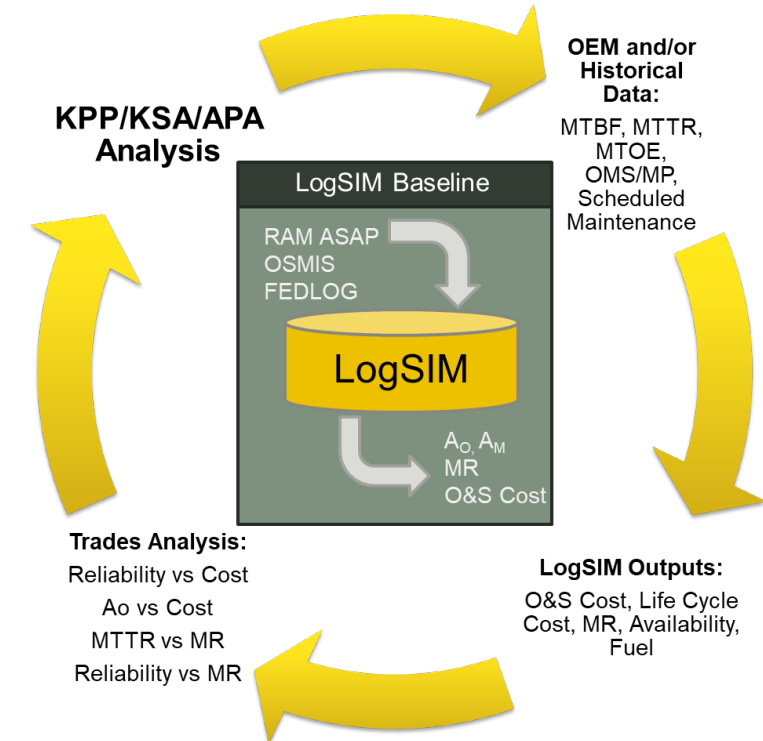 KPP/KSA/APA
Analysis
OEM and/or
Historical
Data:
MTBF, MTTR,
MTOE,
OMS/MP,
Scheduled
Maintenance
LogSIM Baseline
RAM ASAP
OSMIS
FEDLOG
LogSIM
AO, AM
MR
O&S Cost
Trades Analysis:
Reliability vs Cost
Ao vs Cost
MTTR vs MR
Reliability vs MR
LogSIM Outputs:
O&S Cost, Life Cycle
Cost, MR, Availability,
Fuel